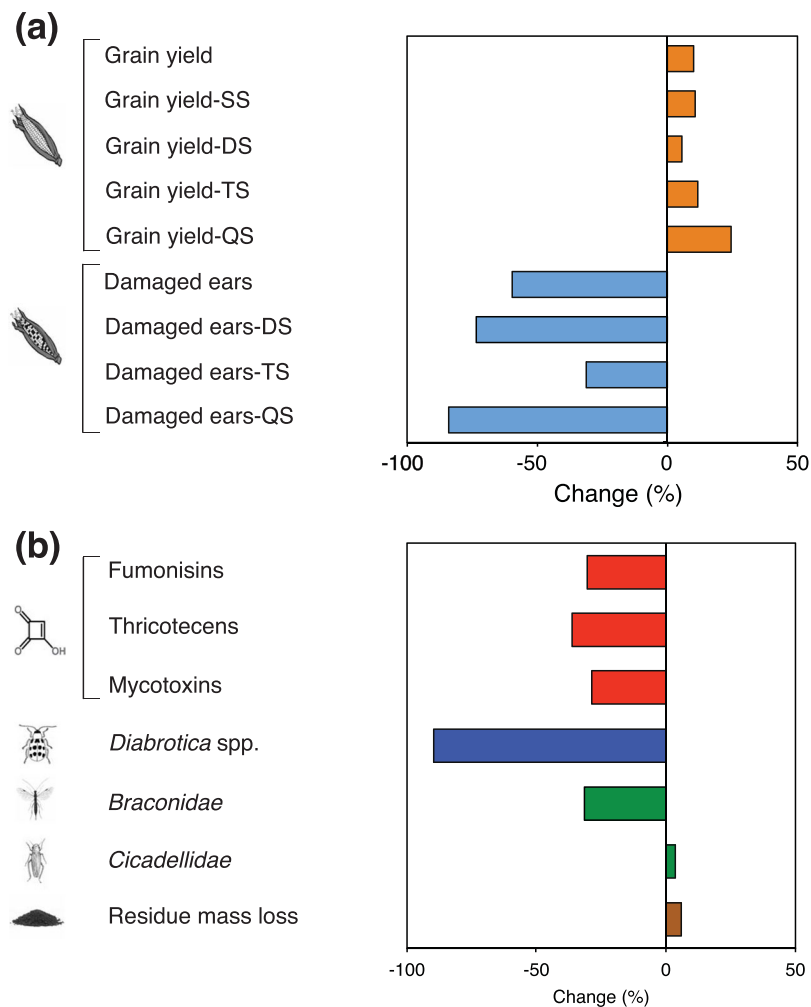 (a)
Grain yield
Grain yield-SS
Grain yield-DS
Grain yield-TS
Grain yield-QS
Damaged ears
Damaged ears-DS
Damaged ears-TS
Damaged ears-QS
-100 -50 0 50
Change (%)
(b)
Fumonisins
O
Thricotecens
O OH
Mycotoxins
Diabrotica spp.
Braconidae
Cicadellidae
Residue mass loss
-100 -50 0 50
Change (%)